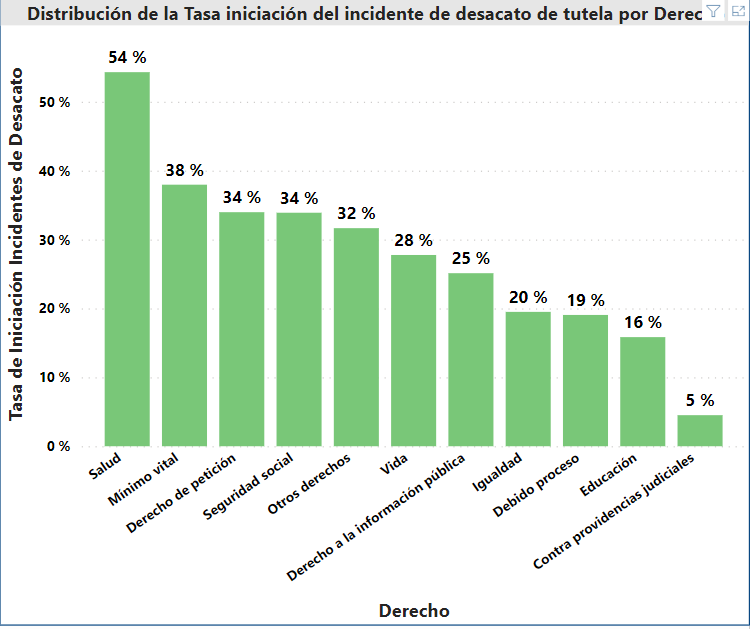 Distribución de la Tasa iniciación del incidente de desacato de tutela por Derec
Tasa de Iniciación Incidentes de Desacato
50 %
40 %
30 %
20 %
10 %
0 %
54 %
38 %
34 %
34 %
32 %
28 %
25 %
20 %
19 %
16 %
5 %
Salud
Mínimo vital
Derecho de petición
Seguridad social
Otros derechos
Vida
Derecho a la información pública
Igualdad
Debido proceso
Educación
Contra providencias judiciales
Derecho